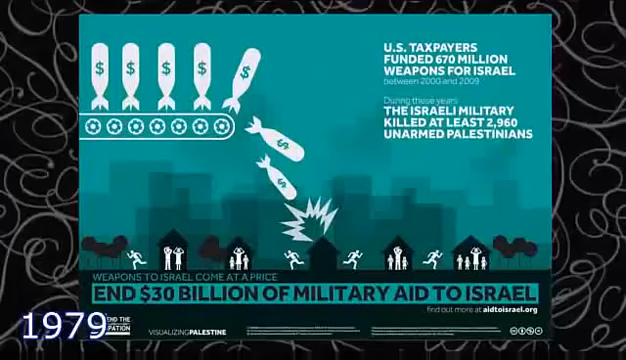 $ $ $ $ $
U.S. TAXPAYERS
FUNDED 670 MILLION
WEAPONS FOR ISRAEL
between 2000 and 2009
During these years
THE ISRAELI MILITARY
KILLED AT LEAST 2,960
UNARMED PALESTINIANS
$
$
WEAPONS TO ISRAEL COME AT A PRICE
END $30 BILLION OF MILITARY AID TO ISRAEL
find out more at aidtoisrael.org
1979
END THE
VISUALIZINGPALESTINE